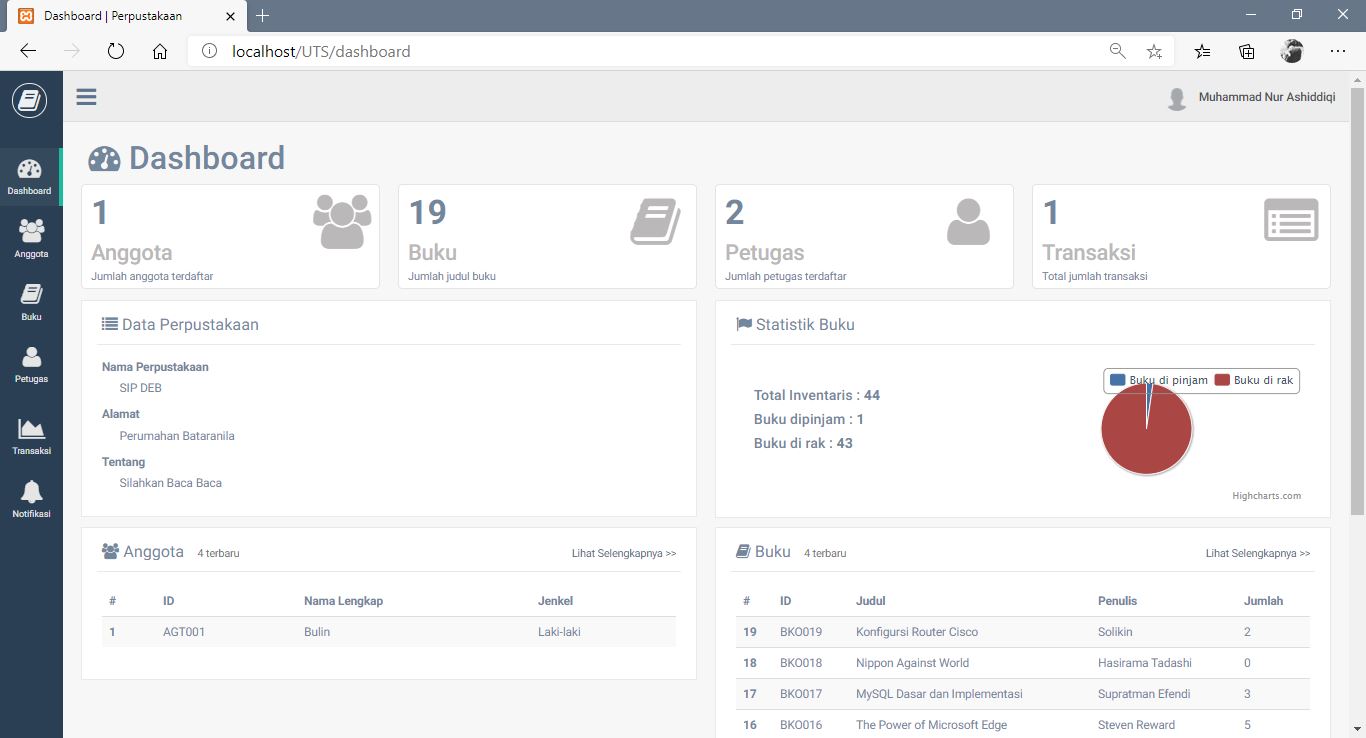 Dashboard | Perpustakaan
localhost/UTS/dashboard
Muhammad Nur Ashiddiqi
Dashboard
Anggota
Buku
Petugas
Transaksi
Notifikasi
Dashboard
1
Anggota
Jumlah anggota terdaftar
19
Buku
Jumlah judul buku
2
Petugas
Jumlah petugas terdaftar
1
Transaksi
Total jumlah transaksi
Data Perpustakaan
Nama Perpustakaan
SIP DEB
Alamat
Perumahan Bataranila
Tentang
Silahkan Baca Baca
Statistik Buku
Total Inventaris : 44
Buku dipinjam : 1
Buku di rak : 43
Buku di pinjam Buku di rak
Highcharts.com
Anggota 4 terbaru Lihat Selengkapnya >>
# ID Nama Lengkap Jenkel
1 AGT001 Bulin Laki-laki
Buku 4 terbaru Lihat Selengkapnya >>
# ID Judul Penulis Jumlah
19 BKO019 Konfigursi Router Cisco Solikin 2
18 BKO018 Nippon Against World Hasirama Tadashi 0
17 BKO017 MySQL Dasar dan Implementasi Supratman Efendi 3
16 BKO016 The Power of Microsoft Edge Steven Reward 5